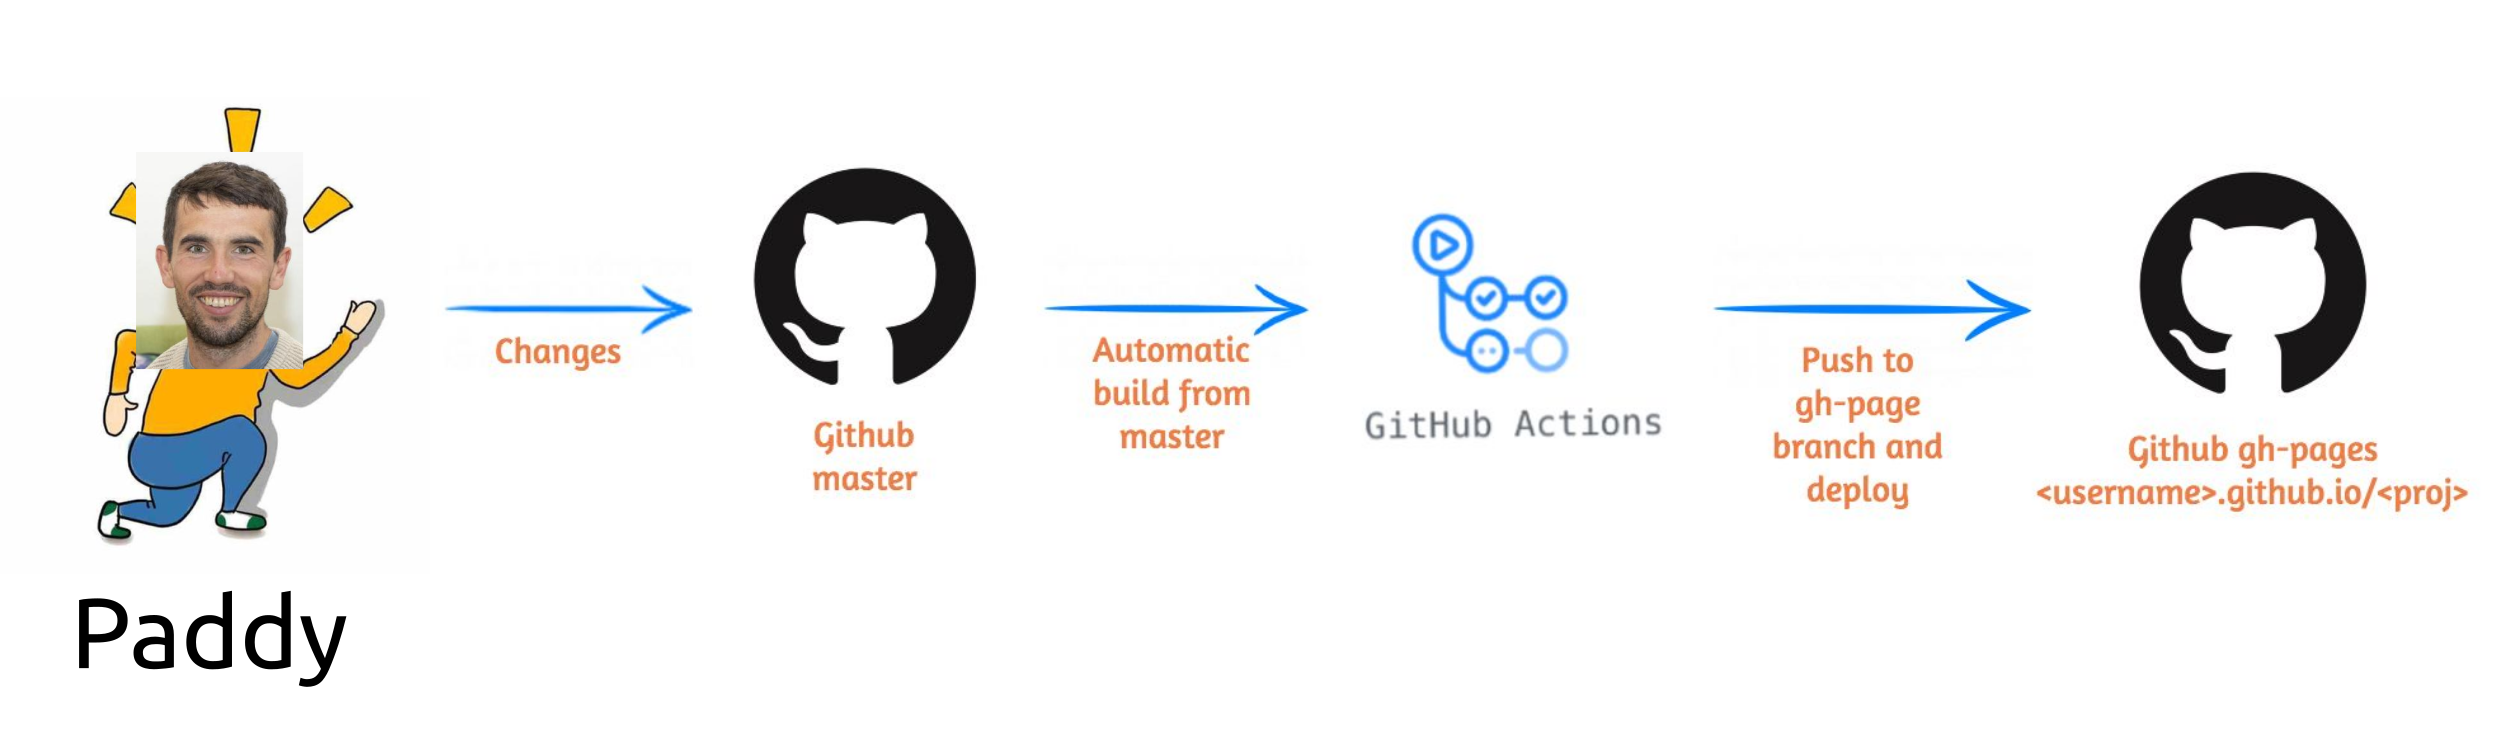 Changes
Github
master
Automatic
build from
master
GitHub Actions
Push to
gh-page
branch and
deploy
Github gh-pages
<username>.github.io/<proj>
Paddy